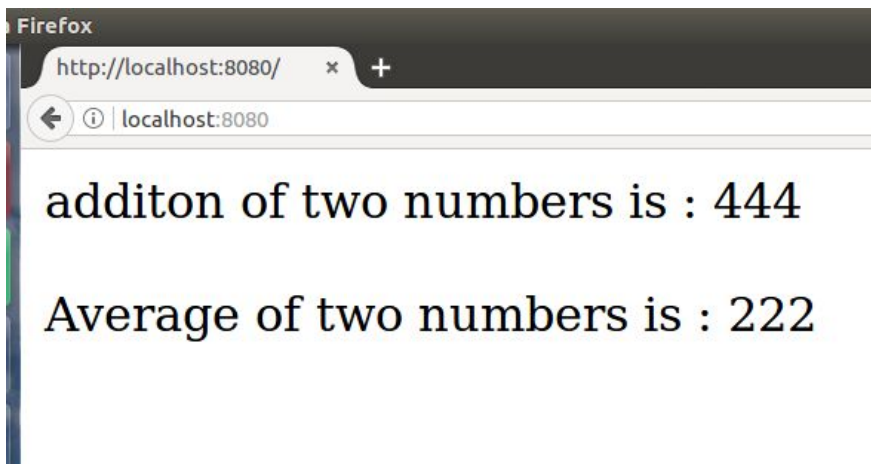 Firefox
http://localhost:8080/ × +
localhost:8080
additon of two numbers is : 444
Average of two numbers is : 222